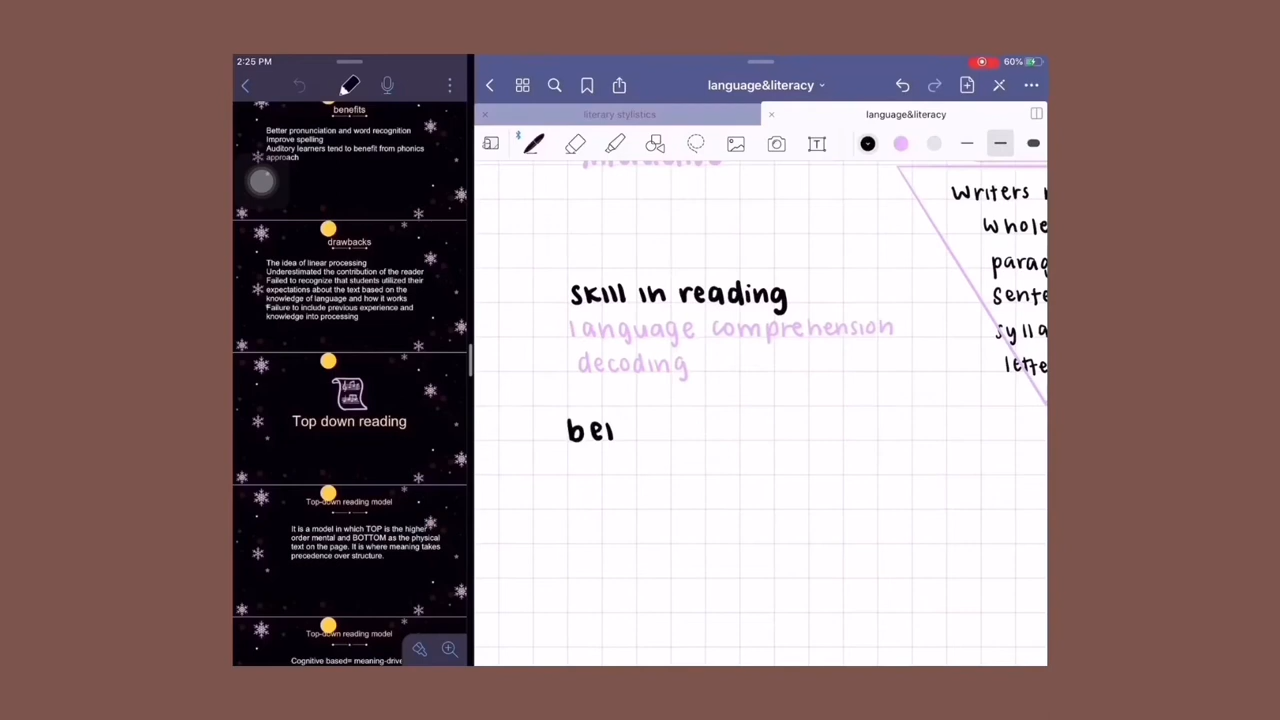 2:25 PM
60%
language&literacy
literary stylistics
language&literacy
benefits
Better pronunciation and word recognition
Improve spelling
Auditory learners tend to benefit from phonics
approach
drawbacks
The idea of linear processing
Underestimated the contribution of the reader
Failed to recognize that students utilized their
expectations about the text based on the
knowledge of language and how it works
Failure to include previous experience and
knowledge into processing
Top down reading
Top-down reading model
It is a model in which TOP is the higher
order mental and BOTTOM as the physical
text on the page. It is where meaning takes
precedence over structure.
Top-down reading model
Cognitive based= meaning-drive
skill in reading
language comprehension
decoding
bei
Writers
whole
parag
sente
sylla
lette